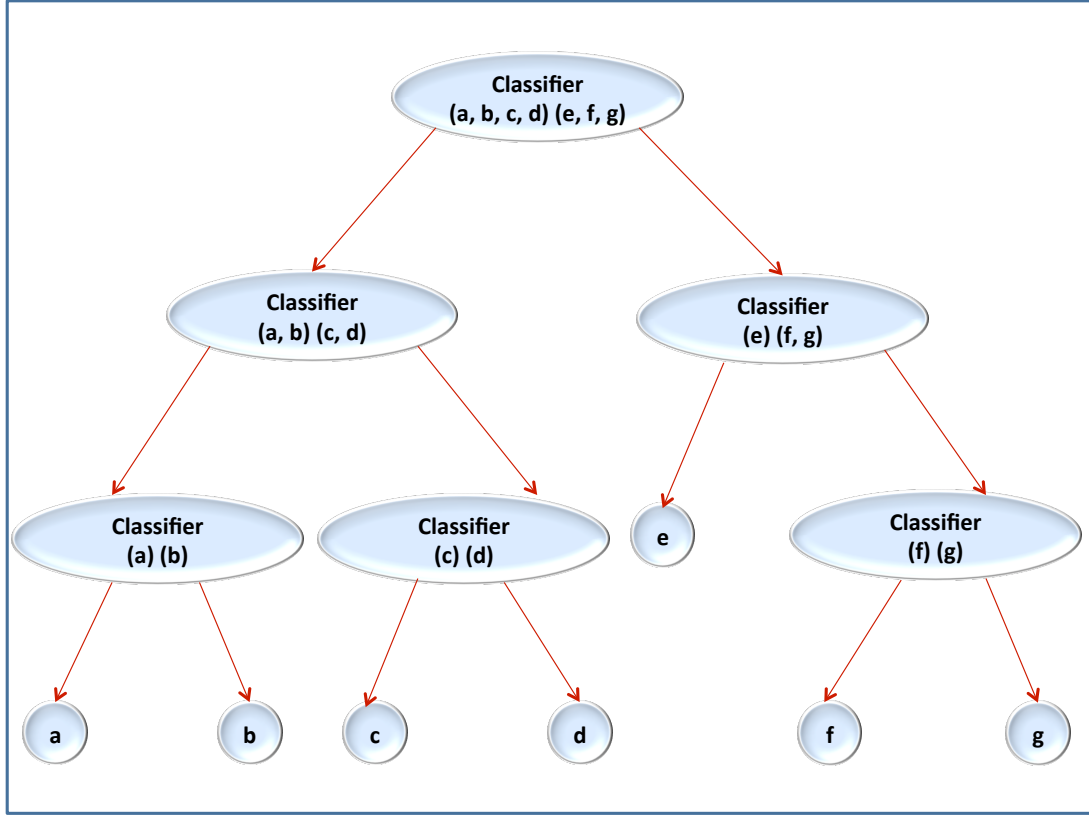 Classifier
(a, b, c, d) (e, f, g)
Classifier
(a, b) (c, d)
Classifier
(e) (f, g)
Classifier
(a) (b)
Classifier
(c) (d)
e
Classifier
(f) (g)
a
b
c
d
f
g